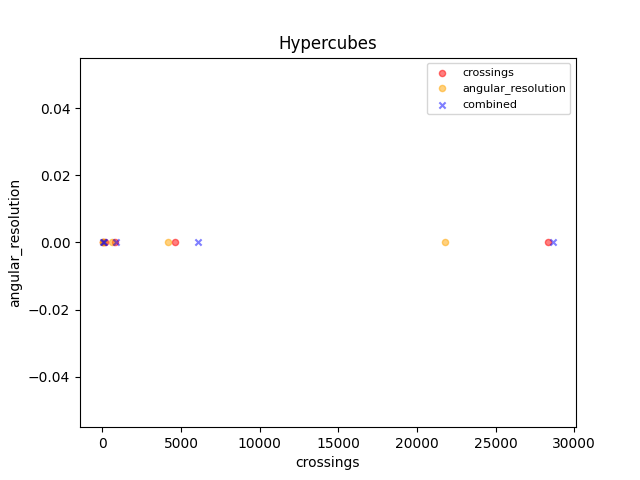 Hypercubes
crossings
angular_resolution
combined
0.04
0.02
0.00
−0.02
−0.04
angular_resolution
0
5000
10000
15000
20000
25000
30000
crossings